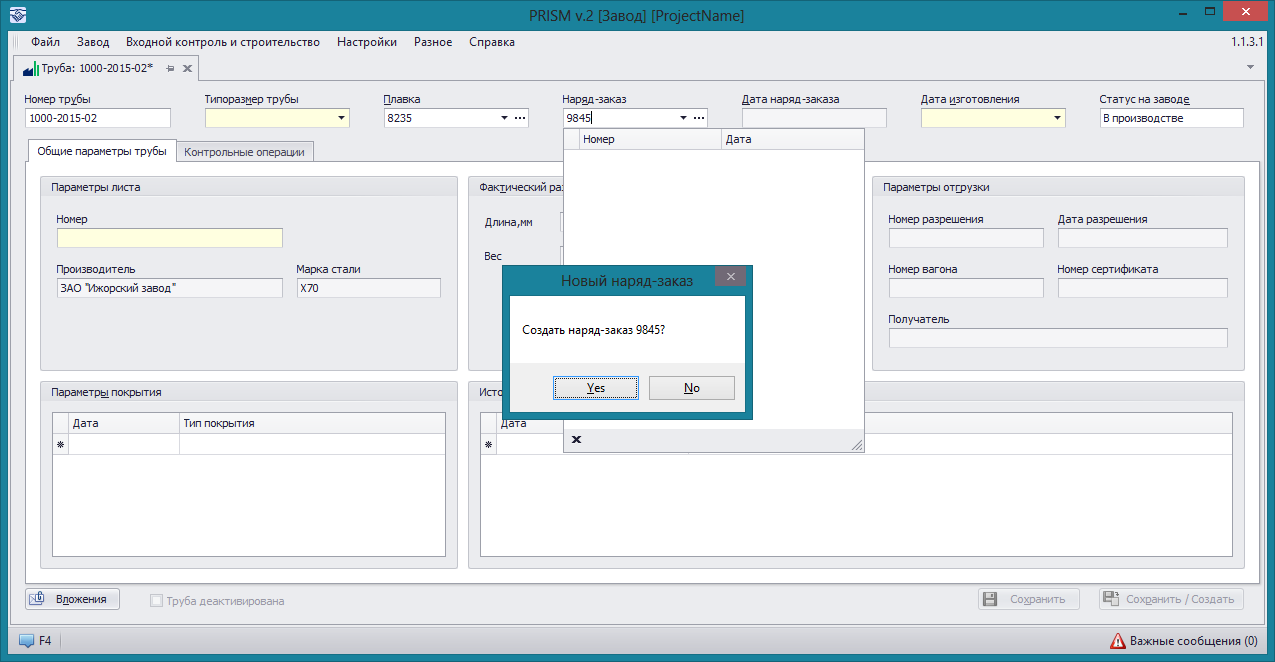 PRISM v.2 [Завод] [ProjectName]
Файл Завод Входной контроль и строительство Настройки Разное Справка 1.1.3.1
Труба: 1000-2015-02*
Номер трубы Типоразмер трубы Плавка Наряд-заказ Дата наряд-заказа Дата изготовления Статус на заводе
1000-2015-02 8235 9845 В производстве
Номер Дата
Общие параметры трубы Контрольные операции
Параметры листа Фактический раз Параметры отгрузки
Номер Длина,мм Номер разрешения Дата разрешения
Вес
Производитель Марка стали Номер вагона Номер сертификата
ЗАО "Ижорский завод" X70
Новый наряд-заказ
Создать наряд-заказ 9845?
Yes No
Получатель
Параметры покрытия Исто
Дата Тип покрытия Дата
Вложения Труба деактивирована Сохранить Сохранить / Создать
F4 Важные сообщения (0)